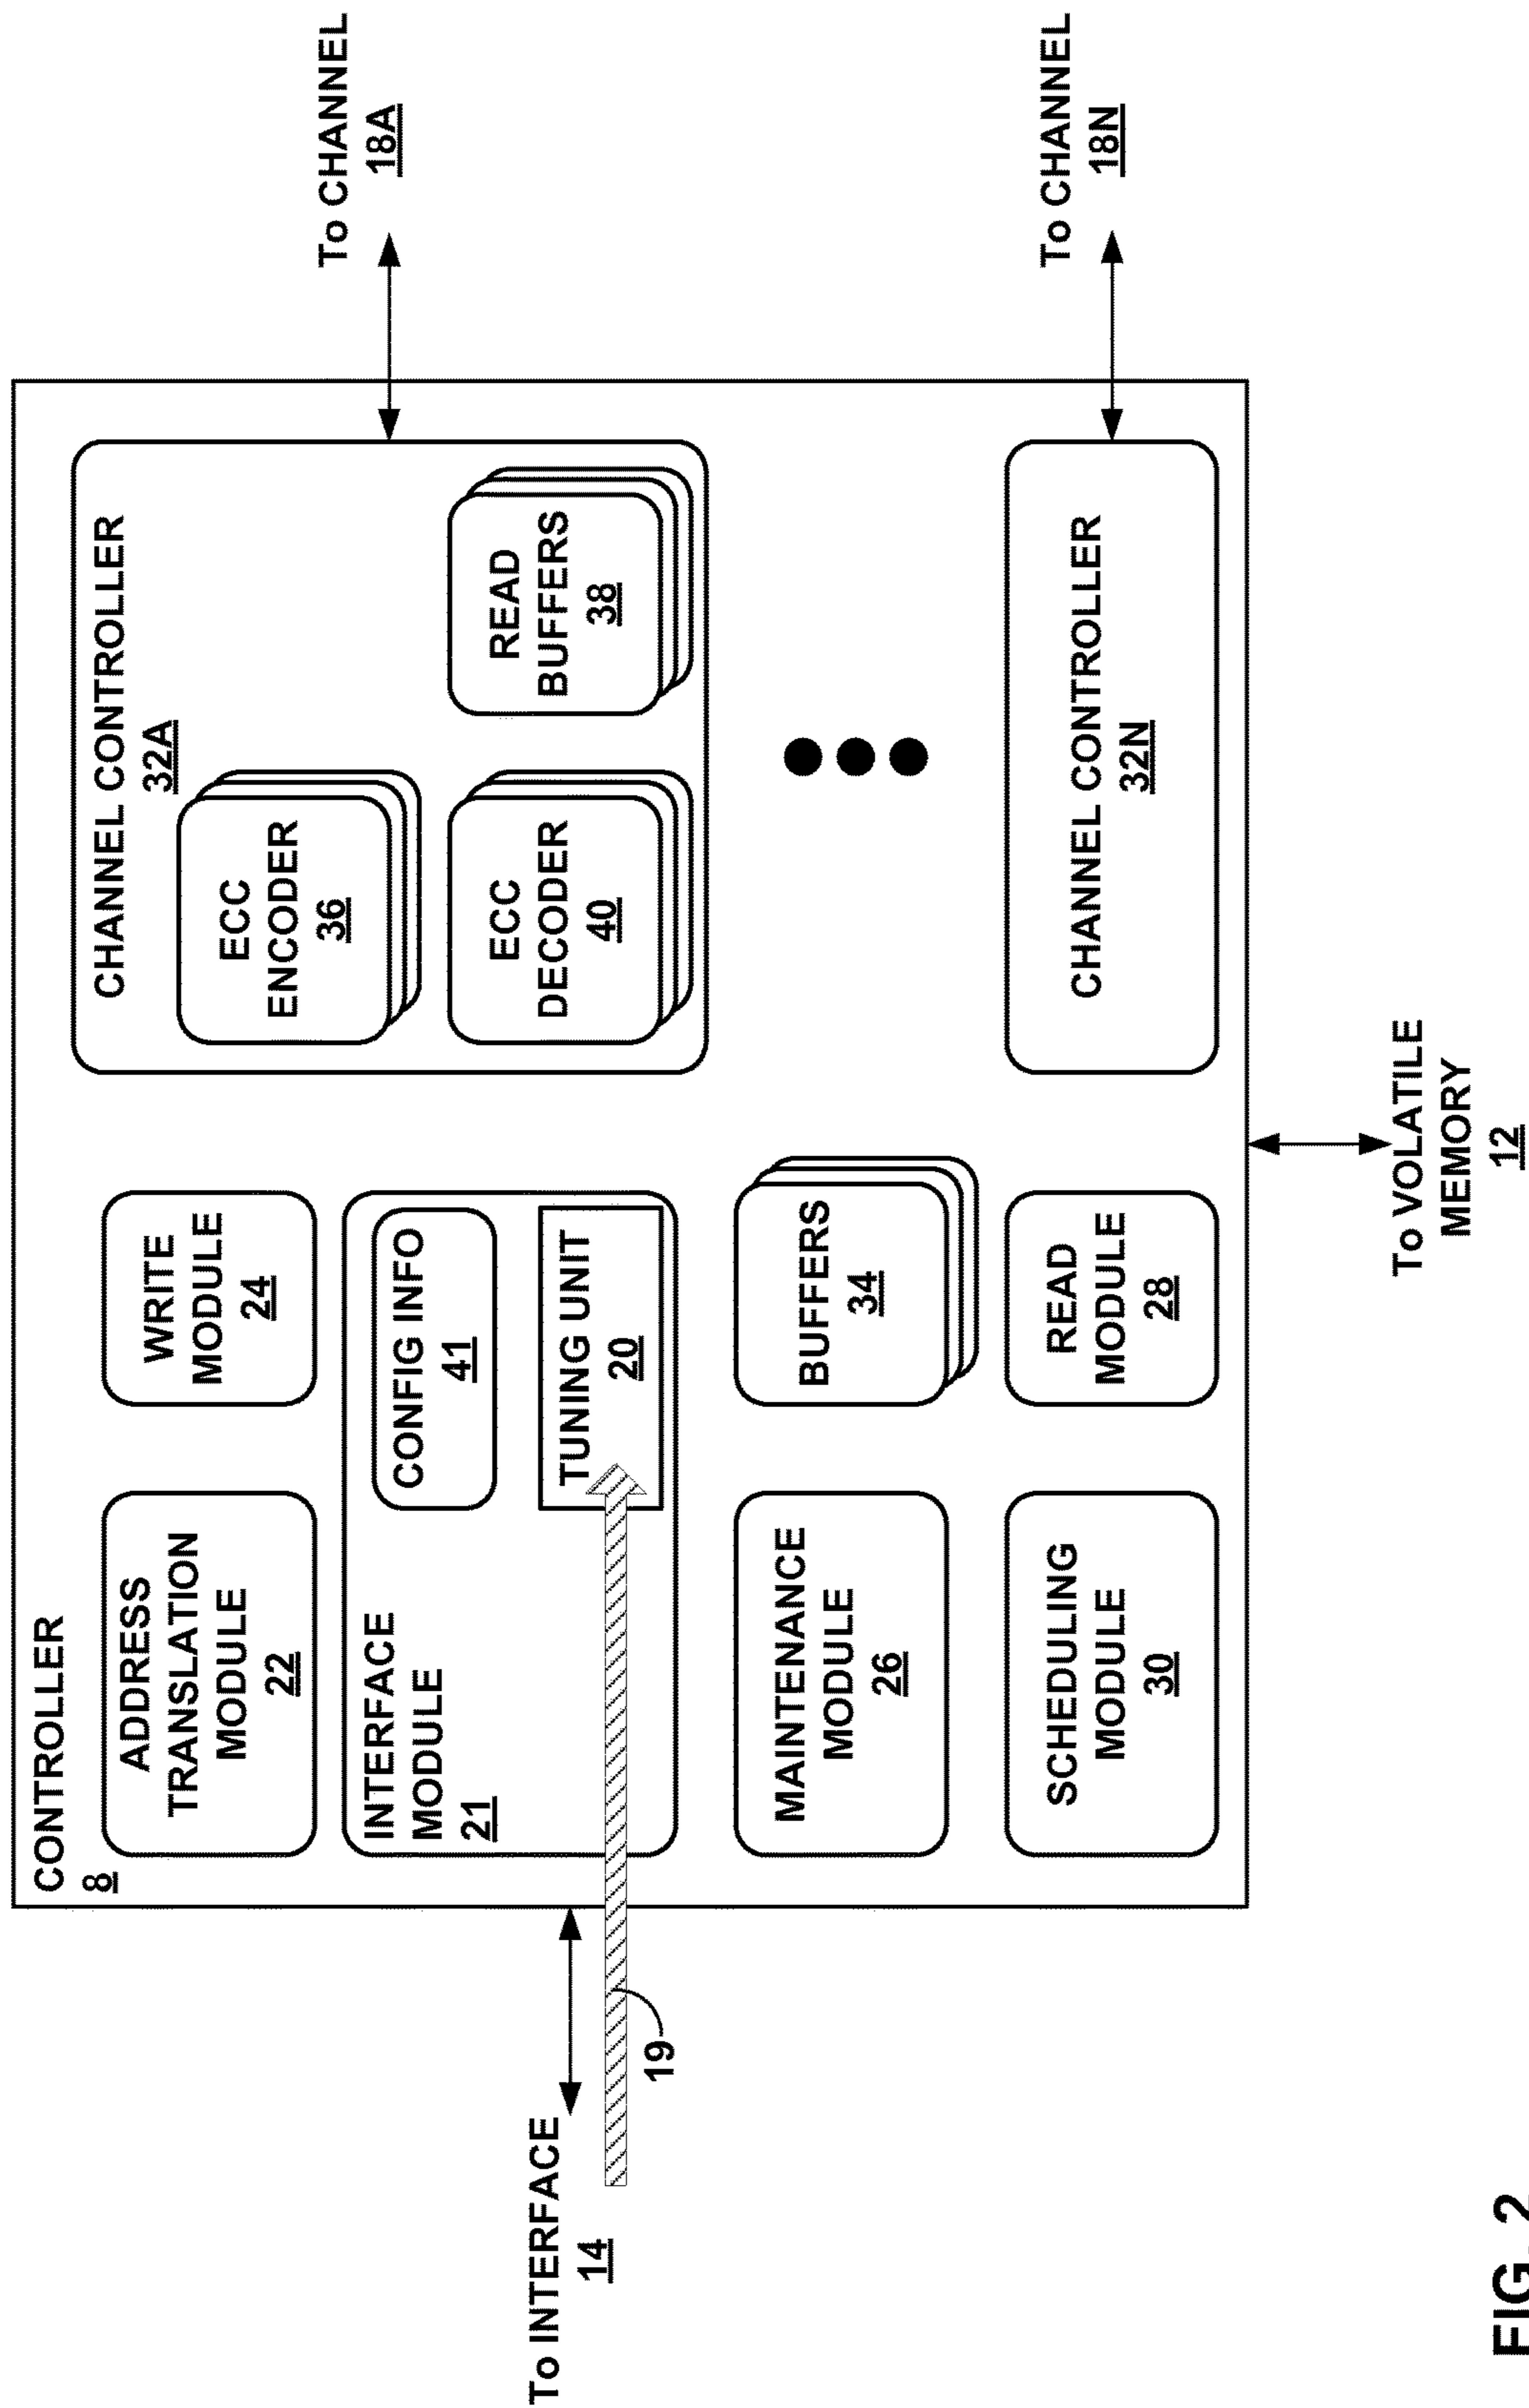 CONTROLLER
8
ADDRESS
TRANSLATION
MODULE
22
WRITE
MODULE
24
INTERFACE
MODULE
21
CONFIG INFO
41
TUNING UNIT
20
MAINTENANCE
MODULE
26
BUFFERS
34
SCHEDULING
MODULE
30
READ
MODULE
28
CHANNEL CONTROLLER
32A
ECC
ENCODER
36
ECC
DECODER
40
READ
BUFFERS
38
CHANNEL CONTROLLER
32N
To INTERFACE
14
19
To CHANNEL
18A
To CHANNEL
18N
To VOLATILE
MEMORY
12
FIG. 2